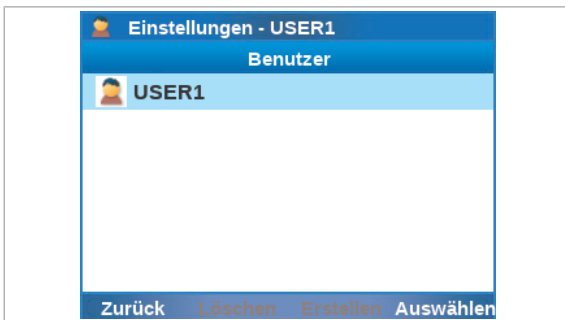 Einstellungen - USER1
Benutzer
USER1
Zurück Löschen Erstellen Auswählen